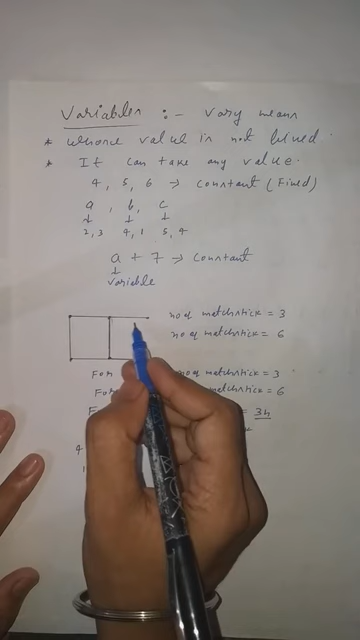 Variables :- vary means
* whose value is not fixed.
* It can take any value.
4, 5, 6 → Constant (Fixed)
a, b, c
2,3 4,1 5,4
a + 7 → Constant
variable
no of matchstick = 3
no of matchstick = 6
For no of matchstick = 3
For matchstick = 6
= 3n